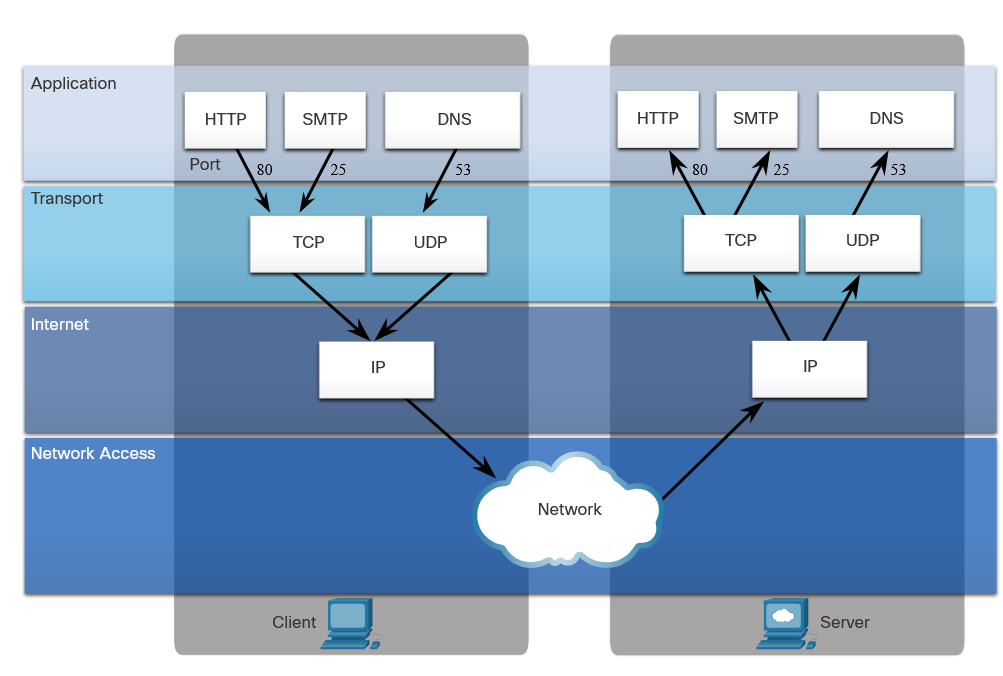 Application
HTTP SMTP DNS HTTP SMTP DNS
Port 80 25 53 80 25 53
Transport
TCP UDP TCP UDP
Internet
IP IP
Network Access
Network
Client Server